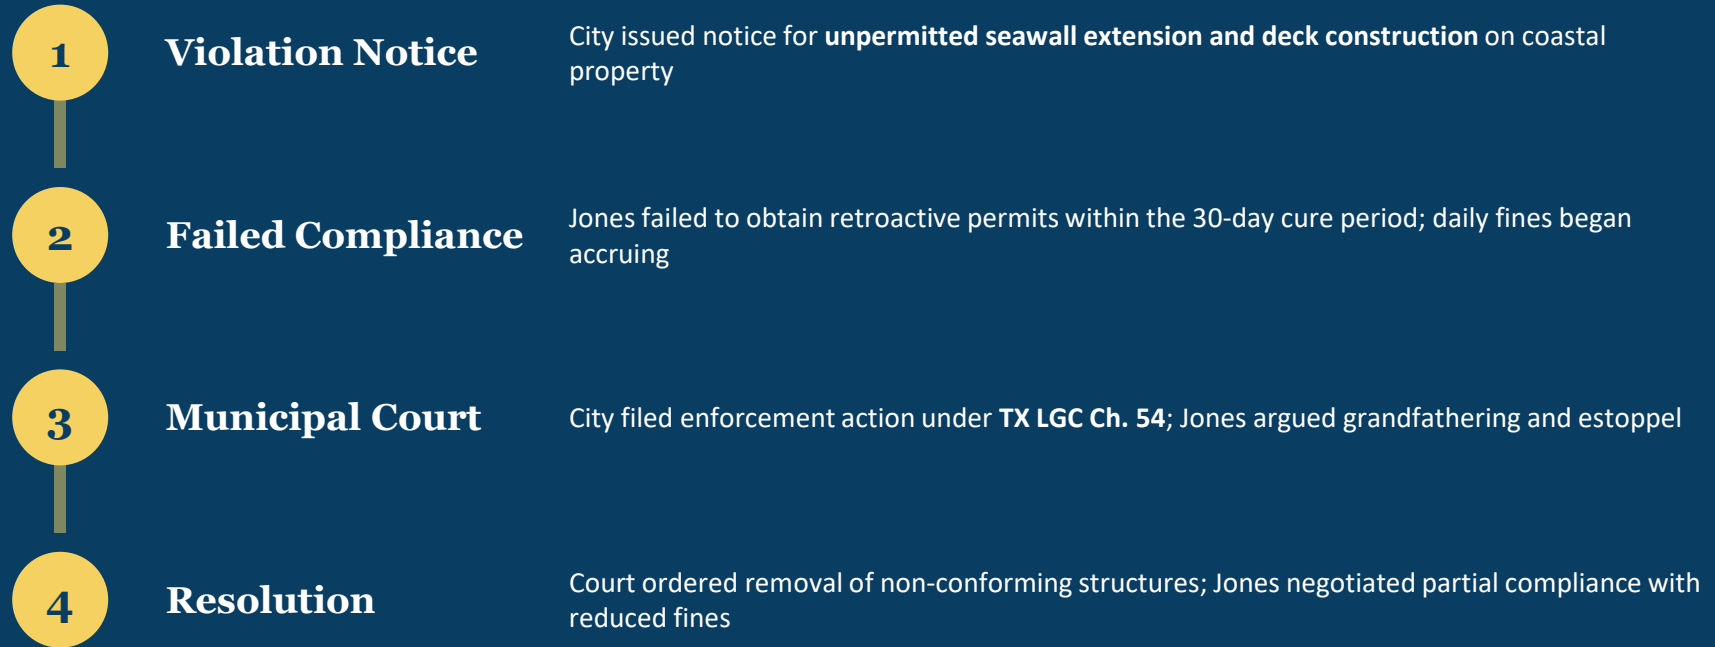 1
Violation Notice
City issued notice for unpermitted seawall extension and deck construction on coastal
property
2
Failed Compliance
Jones failed to obtain retroactive permits within the 30-day cure period; daily fines began
accruing
3
Municipal Court
City filed enforcement action under TX LGC Ch. 54; Jones argued grandfathering and estoppel
4
Resolution
Court ordered removal of non-conforming structures; Jones negotiated partial compliance with
reduced fines